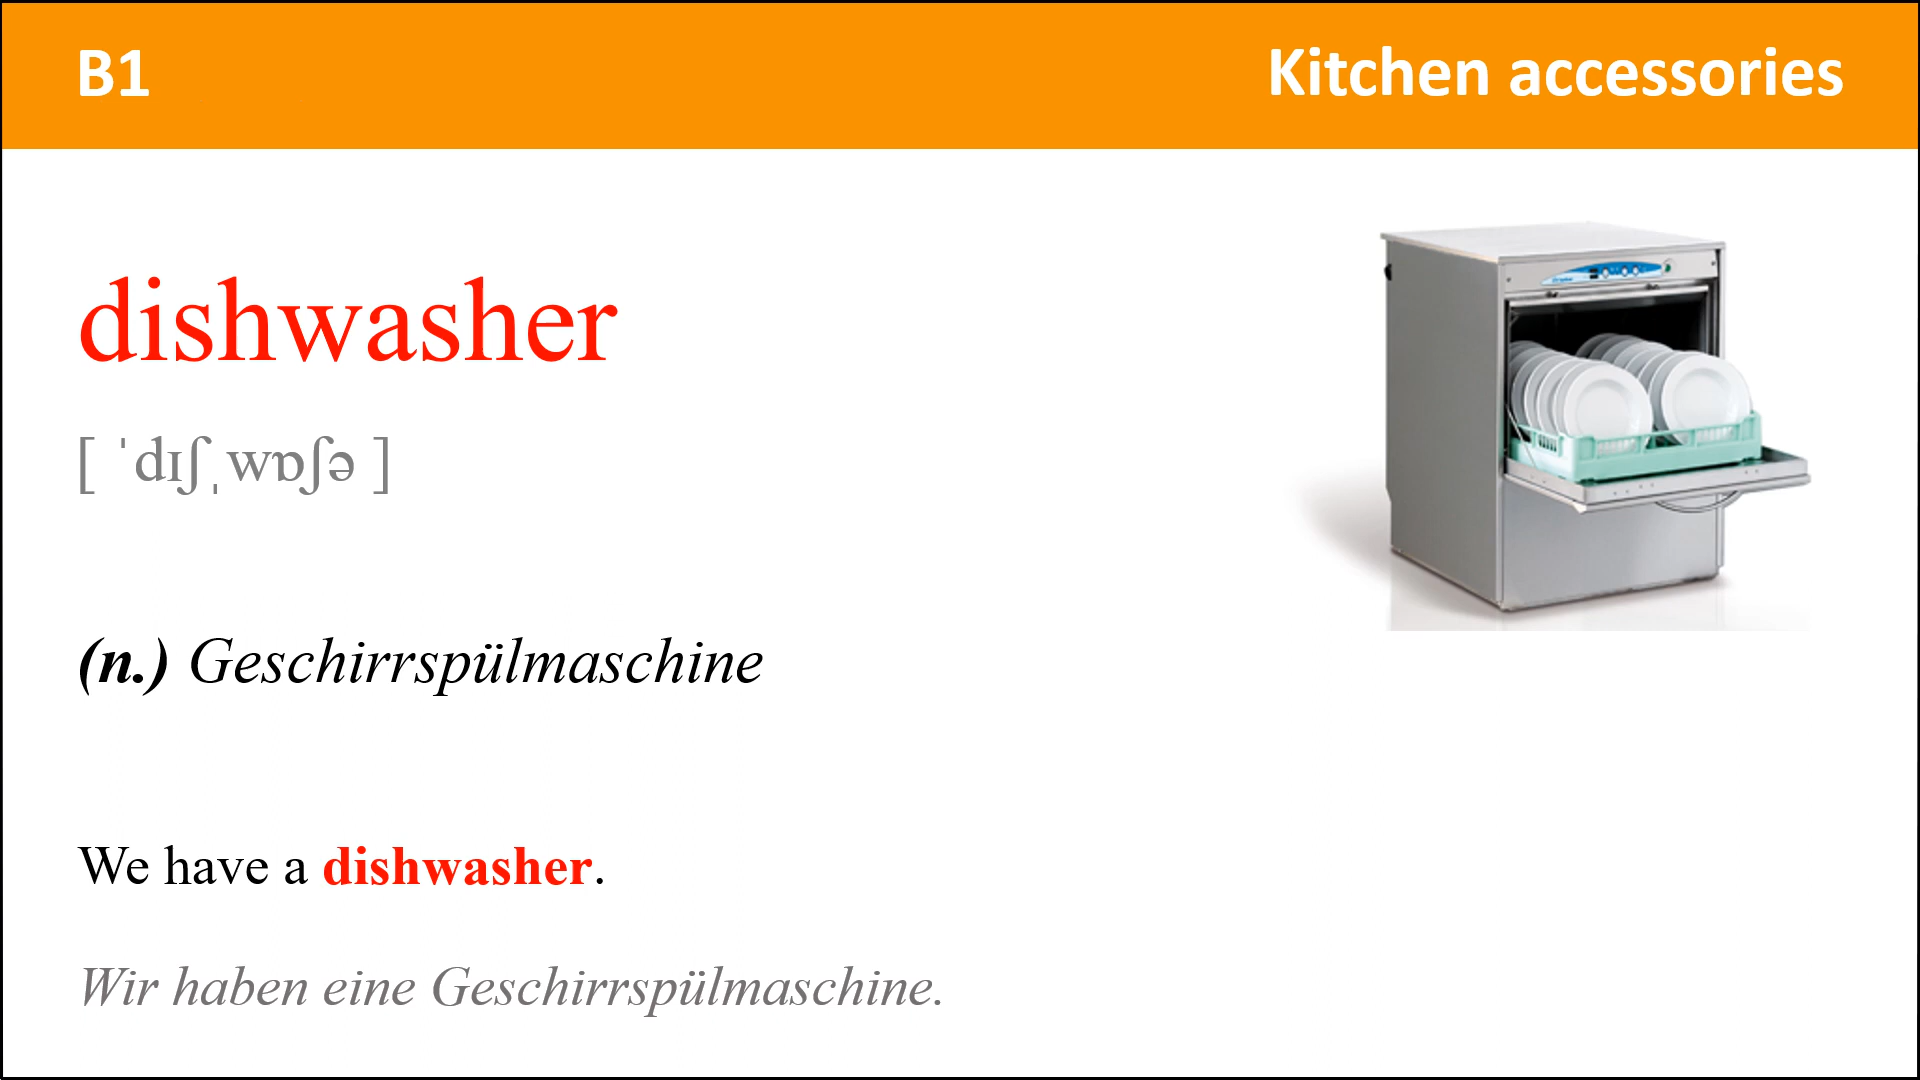 B1
Kitchen accessories
dishwasher
[ ˈdɪʃˌwɒʃə ]
(n.) Geschirrspülmaschine
We have a dishwasher.
Wir haben eine Geschirrspülmaschine.